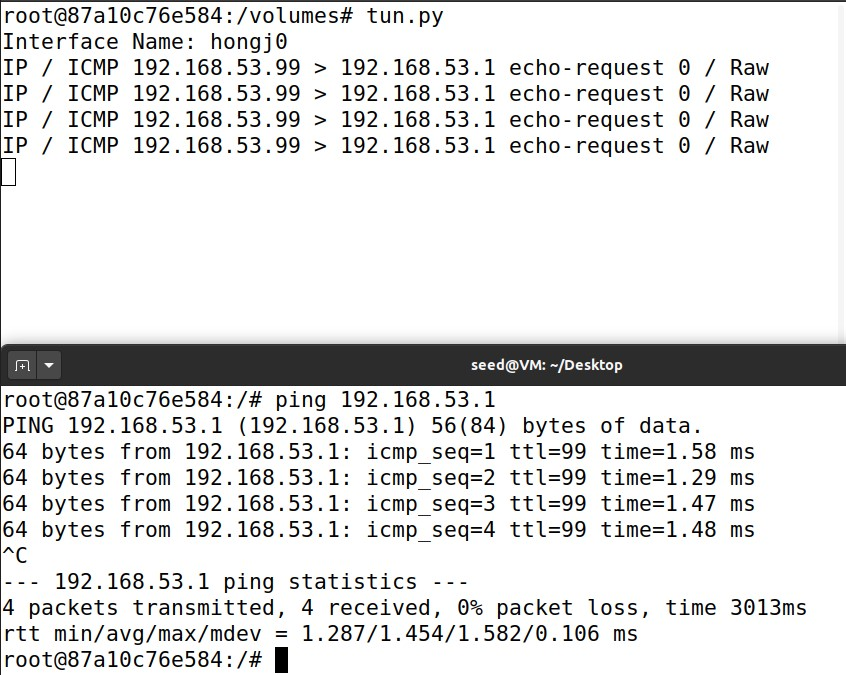 root@87a10c76e584:/volumes# tun.py
Interface Name: hongj0
IP / ICMP 192.168.53.99 > 192.168.53.1 echo-request 0 / Raw
IP / ICMP 192.168.53.99 > 192.168.53.1 echo-request 0 / Raw
IP / ICMP 192.168.53.99 > 192.168.53.1 echo-request 0 / Raw
IP / ICMP 192.168.53.99 > 192.168.53.1 echo-request 0 / Raw
seed@VM: ~/Desktop
root@87a10c76e584:/# ping 192.168.53.1
PING 192.168.53.1 (192.168.53.1) 56(84) bytes of data.
64 bytes from 192.168.53.1: icmp_seq=1 ttl=99 time=1.58 ms
64 bytes from 192.168.53.1: icmp_seq=2 ttl=99 time=1.29 ms
64 bytes from 192.168.53.1: icmp_seq=3 ttl=99 time=1.47 ms
64 bytes from 192.168.53.1: icmp_seq=4 ttl=99 time=1.48 ms
^C
--- 192.168.53.1 ping statistics ---
4 packets transmitted, 4 received, 0% packet loss, time 3013ms
rtt min/avg/max/mdev = 1.287/1.454/1.582/0.106 ms
root@87a10c76e584:/#